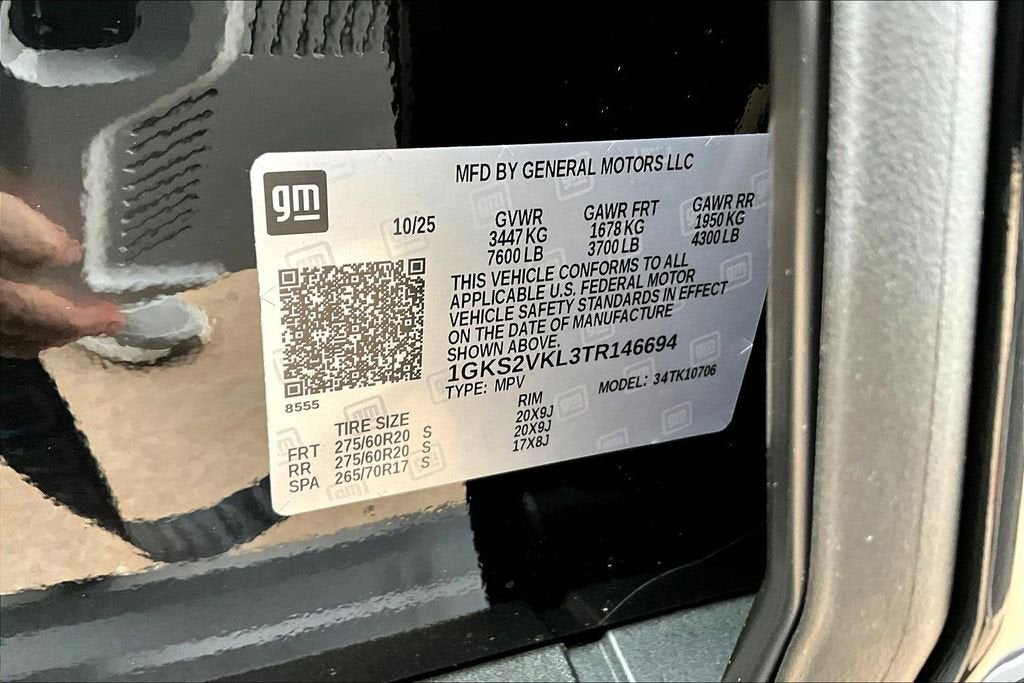 gm
MFD BY GENERAL MOTORS LLC
10/25
GVWR
3447 KG
7600 LB
GAWR FRT
1678 KG
3700 LB
GAWR RR
1950 KG
4300 LB
THIS VEHICLE CONFORMS TO ALL
APPLICABLE U.S. FEDERAL MOTOR
VEHICLE SAFETY STANDARDS IN EFFECT
ON THE DATE OF MANUFACTURE
SHOWN ABOVE.
1GKS2VKL3TR146694
TYPE: MPV MODEL: 34TK10706
8555
TIRE SIZE RIM
FRT 275/60R20 S 20X9J
RR 275/60R20 S 20X9J
SPA 265/70R17 S 17X8J